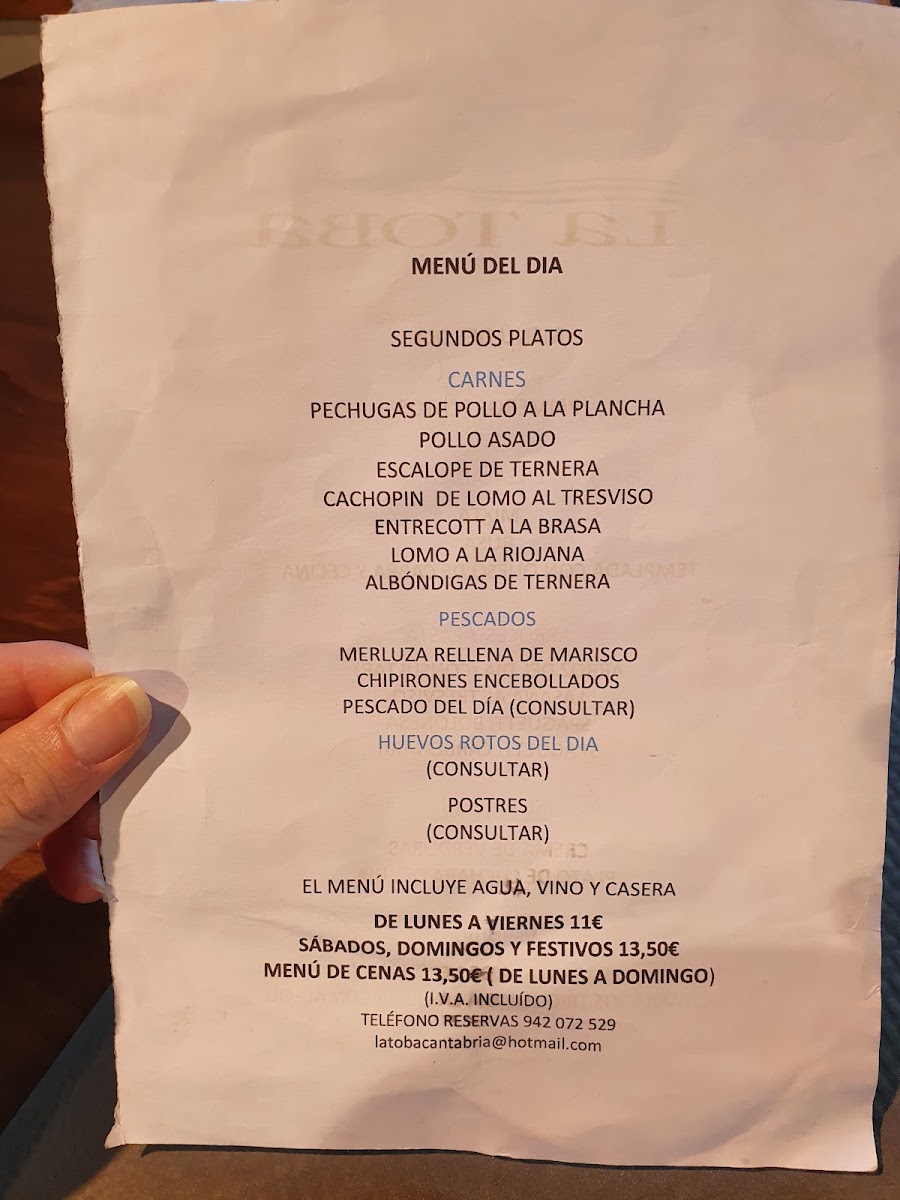 La TOBa
MENÚ DEL DIA
SEGUNDOS PLATOS
CARNES
PECHUGAS DE POLLO A LA PLANCHA
POLLO ASADO
ESCALOPE DE TERNERA
CACHOPIN DE LOMO AL TRESVISO
ENTRECOTT A LA BRASA
LOMO A LA RIOJANA
ALBÓNDIGAS DE TERNERA
PESCADOS
MERLUZA RELLENA DE MARISCO
CHIPIRONES ENCEBOLLADOS
PESCADO DEL DÍA (CONSULTAR)
HUEVOS ROTOS DEL DIA
(CONSULTAR)
POSTRES
(CONSULTAR)
EL MENÚ INCLUYE AGUA, VINO Y CASERA
DE LUNES A VIERNES 11€
SÁBADOS, DOMINGOS Y FESTIVOS 13,50€
MENÚ DE CENAS 13,50€ ( DE LUNES A DOMINGO)
(I.V.A. INCLUÍDO)
TELÉFONO RESERVAS 942 072 529
latobacantabria@hotmail.com